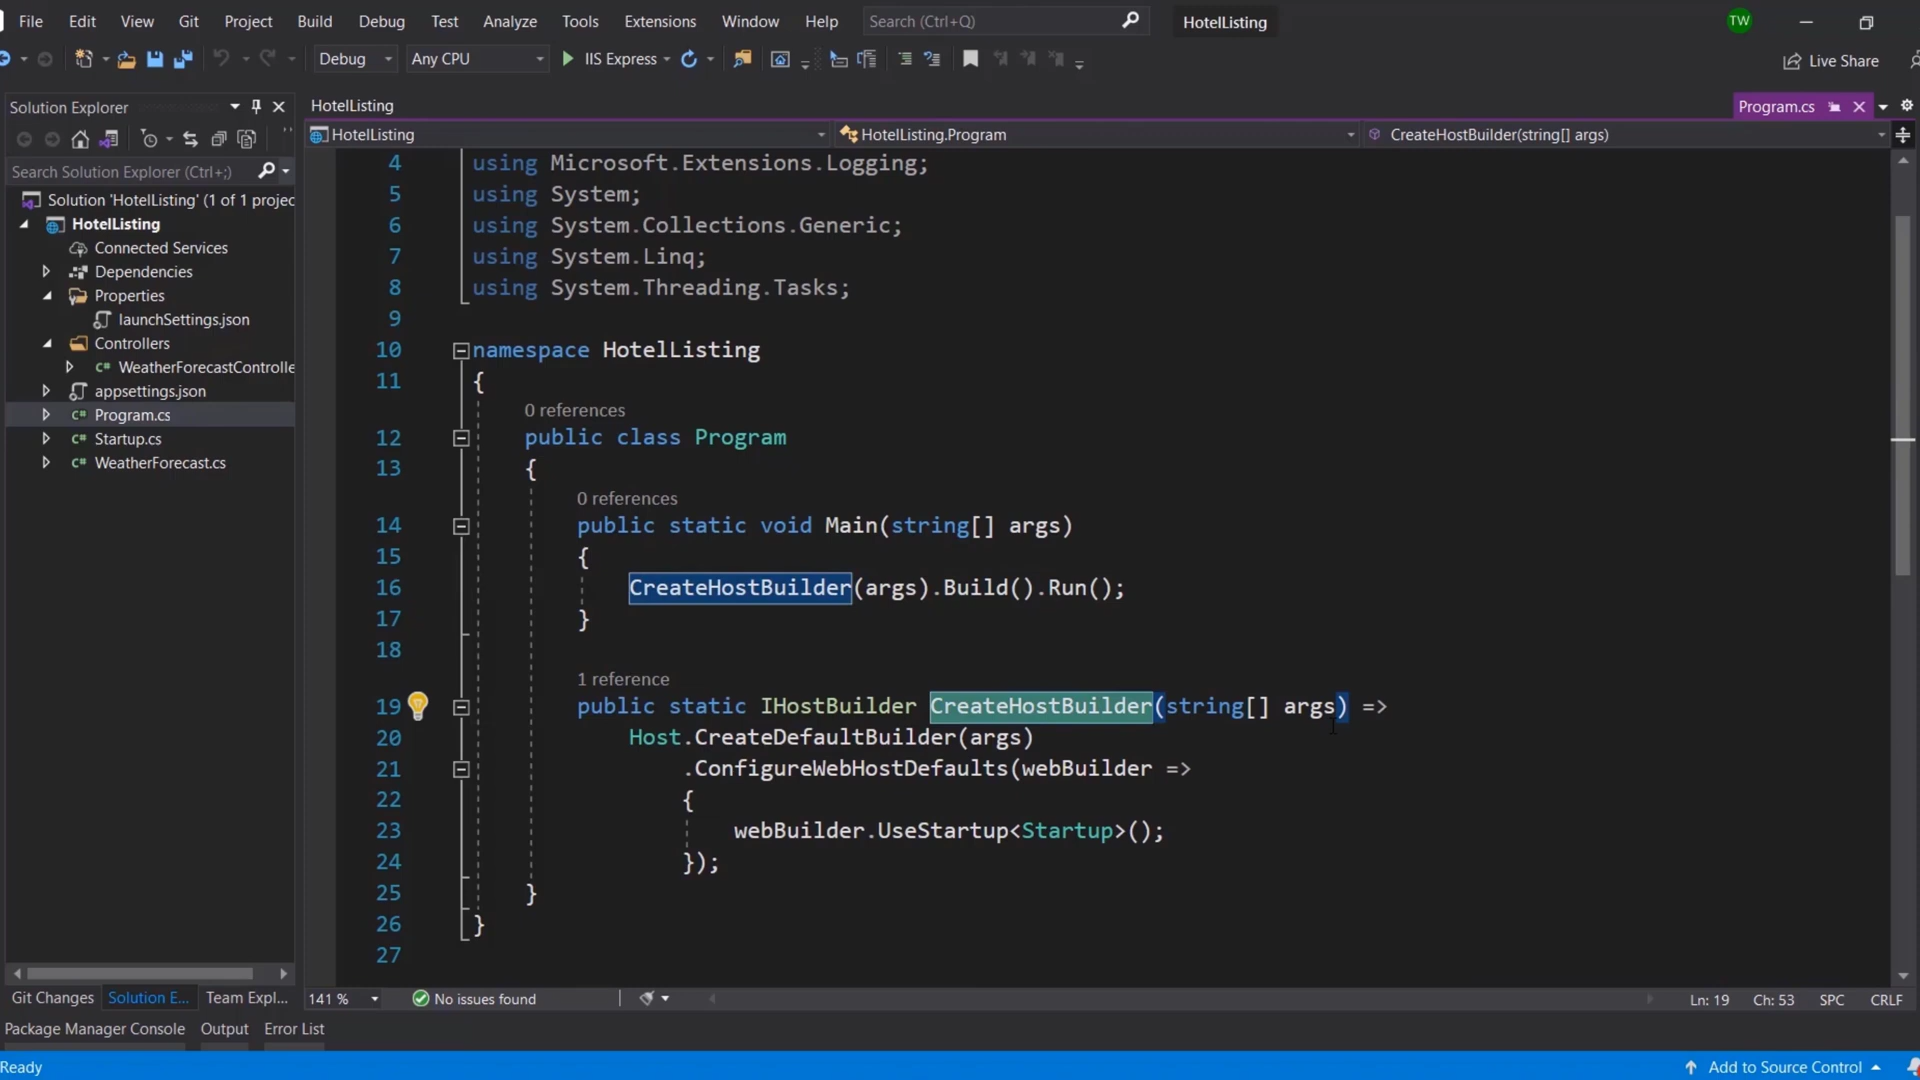 File Edit View Git Project Build Debug Test Analyze Tools Extensions Window Help Search (Ctrl+Q) HotelListing TW
Debug Any CPU IIS Express Live Share
Solution Explorer
HotelListing Program.cs
HotelListing HotelListing.Program CreateHostBuilder(string[] args)
Search Solution Explorer (Ctrl+;)
Solution 'HotelListing' (1 of 1 projec
HotelListing
Connected Services
Dependencies
Properties
launchSettings.json
Controllers
WeatherForecastControlle
appsettings.json
Program.cs
Startup.cs
WeatherForecast.cs
4 using Microsoft.Extensions.Logging;
5 using System;
6 using System.Collections.Generic;
7 using System.Linq;
8 using System.Threading.Tasks;
9
10 namespace HotelListing
11 {
0 references
12 public class Program
13 {
0 references
14 public static void Main(string[] args)
15 {
16 CreateHostBuilder(args).Build().Run();
17 }
18
1 reference
19 public static IHostBuilder CreateHostBuilder(string[] args) =>
20 Host.CreateDefaultBuilder(args)
21 .ConfigureWebHostDefaults(webBuilder =>
22 {
23 webBuilder.UseStartup<Startup>();
24 });
25 }
26 }
27
Git Changes Solution E... Team Expl... 141 % No issues found Ln: 19 Ch: 53 SPC CRLF
Package Manager Console Output Error List
Ready Add to Source Control